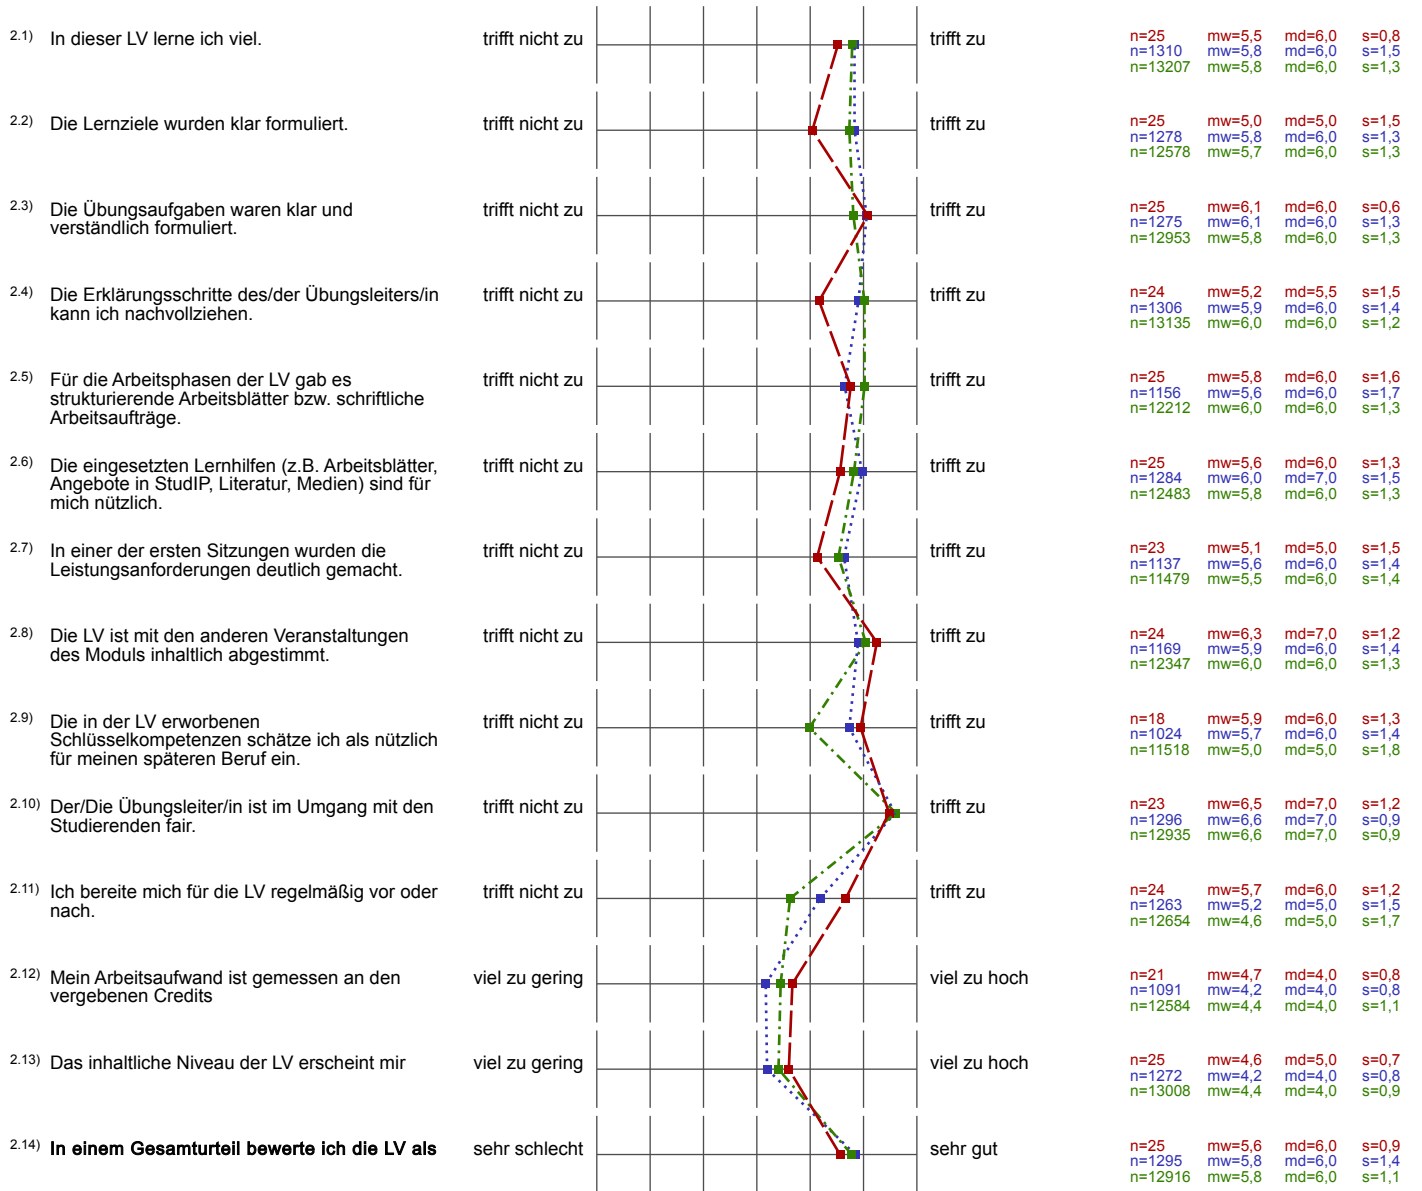 2.1) In dieser LV lerne ich viel. trifft nicht zu trifft zu n=25 mw=5,5 md=6,0 s=0,8
n=1310 mw=5,8 md=6,0 s=1,5
n=13207 mw=5,8 md=6,0 s=1,3
2.2) Die Lernziele wurden klar formuliert. trifft nicht zu trifft zu n=25 mw=5,0 md=5,0 s=1,5
n=1278 mw=5,8 md=6,0 s=1,3
n=12578 mw=5,7 md=6,0 s=1,3
2.3) Die Übungsaufgaben waren klar und trifft nicht zu trifft zu n=25 mw=6,1 md=6,0 s=0,6
verständlich formuliert. n=1275 mw=6,1 md=6,0 s=1,3
n=12953 mw=5,8 md=6,0 s=1,3
2.4) Die Erklärungsschritte des/der Übungsleiters/in trifft nicht zu trifft zu n=24 mw=5,2 md=5,5 s=1,5
kann ich nachvollziehen. n=1306 mw=5,9 md=6,0 s=1,4
n=13135 mw=6,0 md=6,0 s=1,2
2.5) Für die Arbeitsphasen der LV gab es trifft nicht zu trifft zu n=25 mw=5,8 md=6,0 s=1,6
strukturierende Arbeitsblätter bzw. schriftliche n=1156 mw=5,6 md=6,0 s=1,7
Arbeitsaufträge. n=12212 mw=6,0 md=6,0 s=1,3
2.6) Die eingesetzten Lernhilfen (z.B. Arbeitsblätter, trifft nicht zu trifft zu n=25 mw=5,6 md=6,0 s=1,3
Angebote in StudIP, Literatur, Medien) sind für n=1284 mw=6,0 md=7,0 s=1,5
mich nützlich. n=12483 mw=5,8 md=6,0 s=1,3
2.7) In einer der ersten Sitzungen wurden die trifft nicht zu trifft zu n=23 mw=5,1 md=5,0 s=1,5
Leistungsanforderungen deutlich gemacht. n=1137 mw=5,6 md=6,0 s=1,4
n=11479 mw=5,5 md=6,0 s=1,4
2.8) Die LV ist mit den anderen Veranstaltungen trifft nicht zu trifft zu n=24 mw=6,3 md=7,0 s=1,2
des Moduls inhaltlich abgestimmt. n=1169 mw=5,9 md=6,0 s=1,4
n=12347 mw=6,0 md=6,0 s=1,3
2.9) Die in der LV erworbenen trifft nicht zu trifft zu n=18 mw=5,9 md=6,0 s=1,3
Schlüsselkompetenzen schätze ich als nützlich n=1024 mw=5,7 md=6,0 s=1,4
für meinen späteren Beruf ein. n=11518 mw=5,0 md=5,0 s=1,8
2.10) Der/Die Übungsleiter/in ist im Umgang mit den trifft nicht zu trifft zu n=23 mw=6,5 md=7,0 s=1,2
Studierenden fair. n=1296 mw=6,6 md=7,0 s=0,9
n=12935 mw=6,6 md=7,0 s=0,9
2.11) Ich bereite mich für die LV regelmäßig vor oder trifft nicht zu trifft zu n=24 mw=5,7 md=6,0 s=1,2
nach. n=1263 mw=5,2 md=5,0 s=1,5
n=12654 mw=4,6 md=5,0 s=1,7
2.12) Mein Arbeitsaufwand ist gemessen an den viel zu gering viel zu hoch n=21 mw=4,7 md=4,0 s=0,8
vergebenen Credits n=1091 mw=4,2 md=4,0 s=0,8
n=12584 mw=4,4 md=4,0 s=1,1
2.13) Das inhaltliche Niveau der LV erscheint mir viel zu gering viel zu hoch n=25 mw=4,6 md=5,0 s=0,7
n=1272 mw=4,2 md=4,0 s=0,8
n=13008 mw=4,4 md=4,0 s=0,9
2.14) In einem Gesamturteil bewerte ich die LV als sehr schlecht sehr gut n=25 mw=5,6 md=6,0 s=0,9
n=1295 mw=5,8 md=6,0 s=1,4
n=12916 mw=5,8 md=6,0 s=1,1